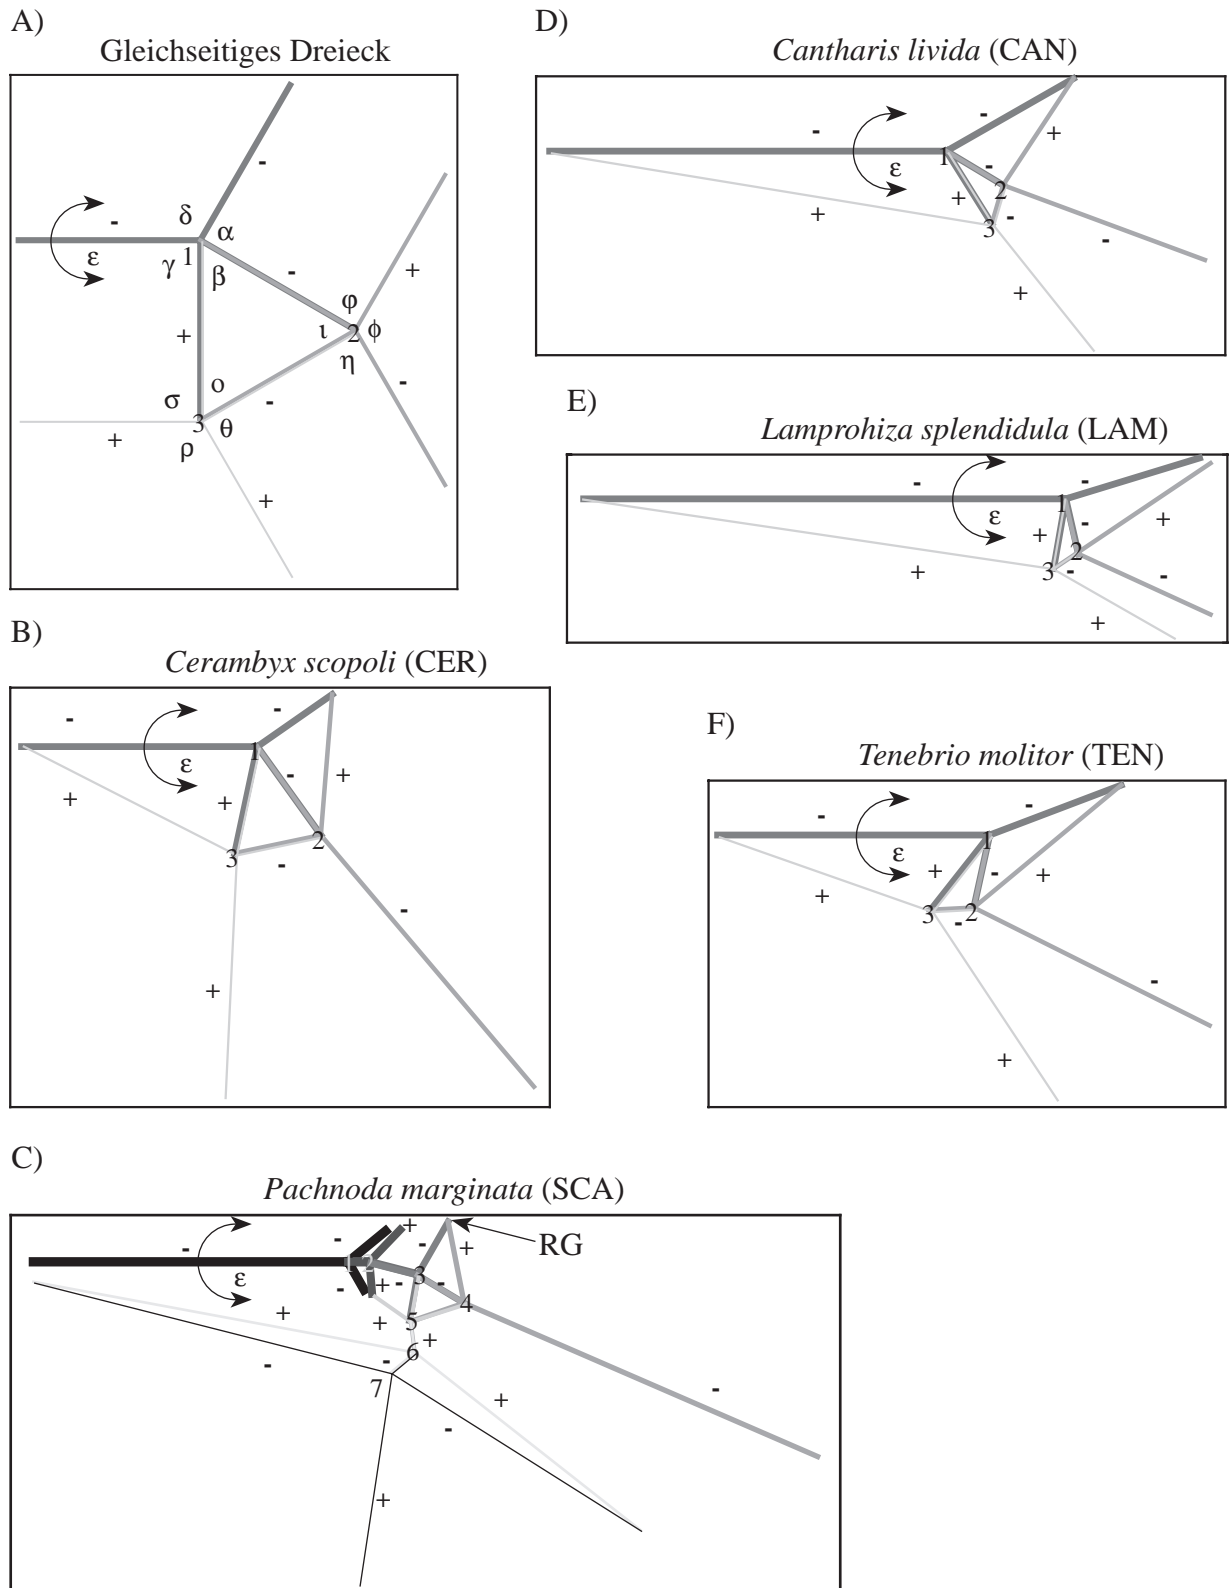 A)
Gleichseitiges Dreieck
-
δ
-
α
ε
γ 1
β
-
+
φ
+
ι 2 ϕ
η
+
ο
σ
-
-
3 θ
+
ρ
+
B)
Cerambyx scopoli (CER)
-
-
1
ε
-
+
+
+
2
3
-
-
+
C)
Pachnoda marginata (SCA)
-
-
+
-
+
RG
1 2
3
ε
-
+
-
-
4
+
+
5
+
6
-
-
7
+
-
-
+
D)
Cantharis livida (CAN)
-
-
+
1
ε
-
2
+
+
-
3
-
+
E)
Lamprohiza splendidula (LAM)
-
-
1
ε
-
+
+
2
3
-
+
-
+
F)
Tenebrio molitor (TEN)
-
-
1
ε
+
-
+
+
3
2
-
-
+